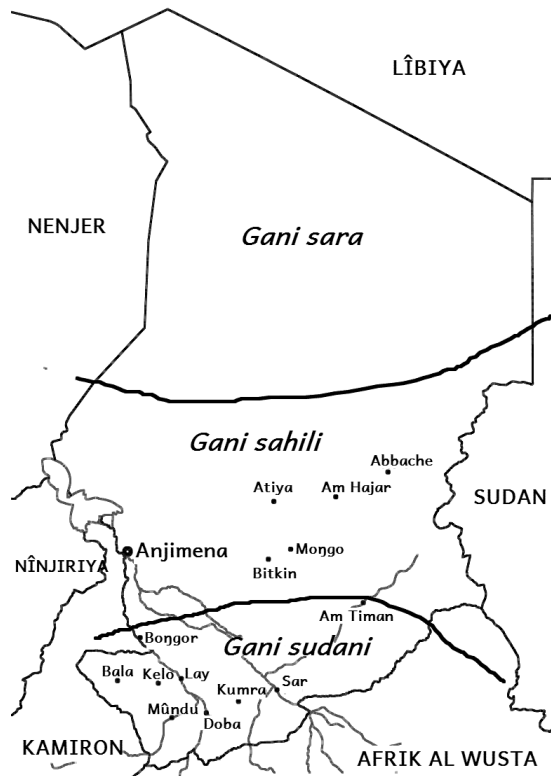 LÎBIYA
NENJER
Gani sara
Gani sahili
Abbache
Atiya
Am Hajar
SUDAN
Anjimena
Moŋgo
NÎNJIRIYA
Bitkin
Am Timan
Boŋgor
Gani sudani
Bala
Kelo
Lay
Sar
Kumra
Mûndu
Doba
KAMIRON
AFRIK AL WUSTA